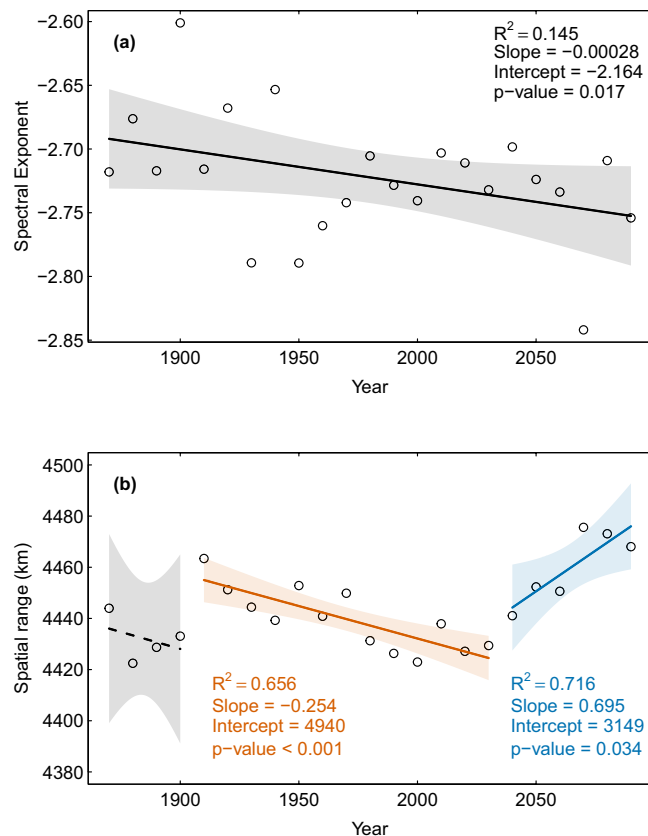 (a)
R² = 0.145
Slope = −0.00028
Intercept = −2.164
p−value = 0.017
−2.60
−2.65
−2.70
−2.75
−2.80
−2.85
Spectral Exponent
1900
1950
2000
2050
Year
(b)
4500
4480
4460
4440
4420
4400
4380
Spatial range (km)
R² = 0.656
Slope = −0.254
Intercept = 4940
p−value < 0.001
R² = 0.716
Slope = 0.695
Intercept = 3149
p−value = 0.034
1900
1950
2000
2050
Year